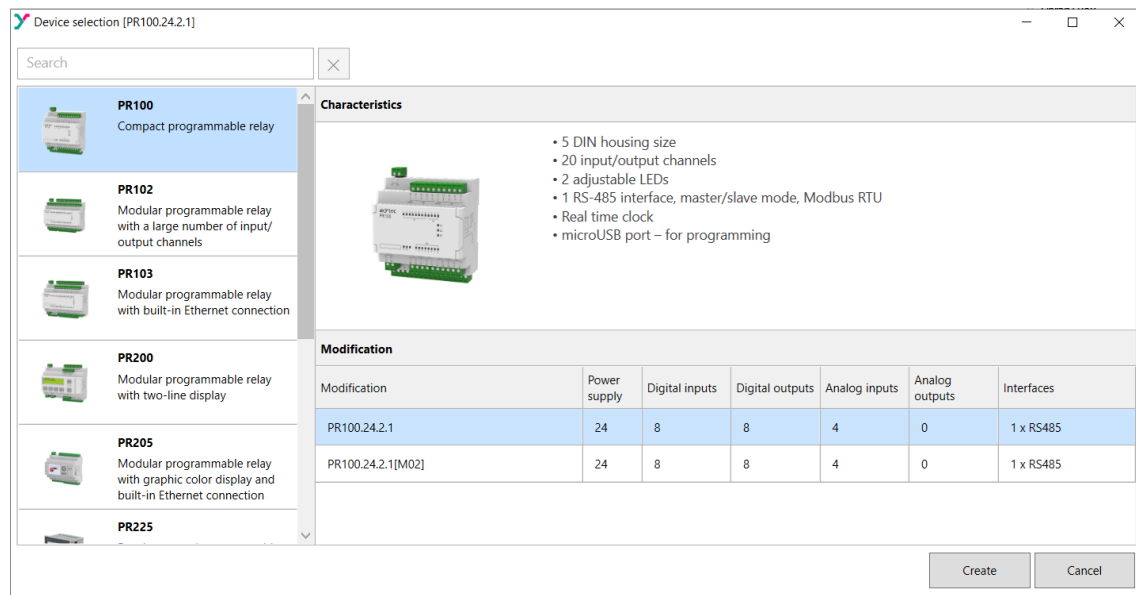 Device selection [PR100.24.2.1]
Search
PR100
Compact programmable relay
PR102
Modular programmable relay
with a large number of input/
output channels
PR103
Modular programmable relay
with built-in Ethernet connection
PR200
Modular programmable relay
with two-line display
PR205
Modular programmable relay
with graphic color display and
built-in Ethernet connection
PR225
Characteristics
• 5 DIN housing size
• 20 input/output channels
• 2 adjustable LEDs
• 1 RS-485 interface, master/slave mode, Modbus RTU
• Real time clock
• microUSB port – for programming
Modification
Modification Power supply Digital inputs Digital outputs Analog inputs Analog outputs Interfaces
PR100.24.2.1 24 8 8 4 0 1 x RS485
PR100.24.2.1[M02] 24 8 8 4 0 1 x RS485
Create Cancel